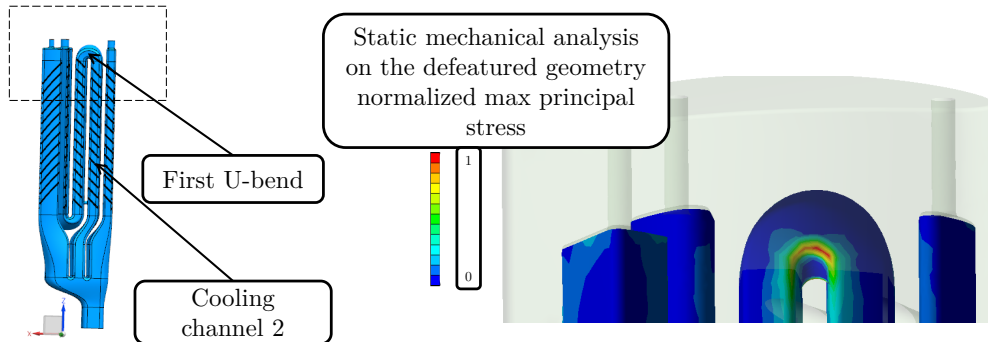 Static mechanical analysis
on the defeatured geometry
normalized max principal
stress
1
First U-bend
0
Cooling
channel 2
Z
X